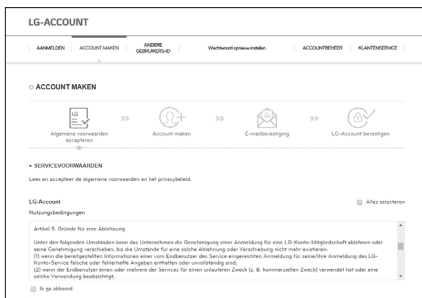 LG-ACCOUNT
AANMELDEN
ACCOUNT MAKEN
ANDERE GEBRUIKERS-ID
Wachtwoord opnieuw instellen
ACCOUNTBEHEER
KLANTENSERVICE
ACCOUNT MAKEN
LG
Algemene voorwaarden accepteren
Account maken
E-mailbevestiging
LG-Account bevestigen
SERVICEVOORWAARDEN
Lees en accepteer de algemene voorwaarden en het privacybeleid.
LG-Account
Alles selecteren
Nutzungsbedingungen
Artikel 9. Gründe für eine Ablehnung
Unter den folgenden Umständen kann das Unternehmen die Genehmigung einer Anmeldung für eine LG-Konto-Mitgliedschaft ablehnen oder
seine Genehmigung verschieben, bis die Umstände für eine solche Ablehnung oder Verschiebung nicht mehr existieren:
(1) wenn die bereitgestellten Informationen einer vom Endbenutzer des Service eingereichten Anmeldung für seine/ihre Anmeldung des LG-
Konto-Service falsche oder fehlerhafte Angaben enthalten oder unvollständig sind,
(2) wenn der Endbenutzer einen oder mehrere der Services für einen unlauteren Zweck (z. B. kommerziellen Zweck) verwendet hat oder eine
solche Verwendung beabsichtigt,
Ik ga akkoord